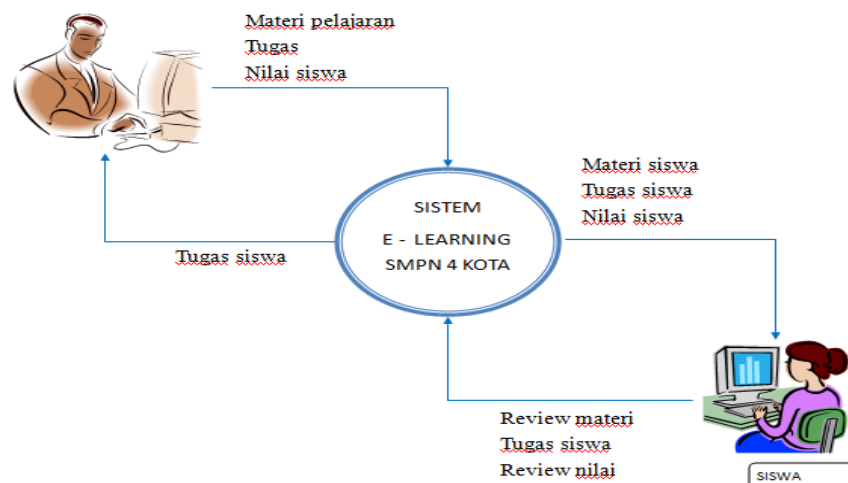 Materi pelajaran
Tugas
Nilai siswa
Materi siswa
Tugas siswa
Nilai siswa
SISTEM
E - LEARNING
SMPN 4 KOTA
Tugas siswa
Review materi
Tugas siswa
Review nilai
SISWA